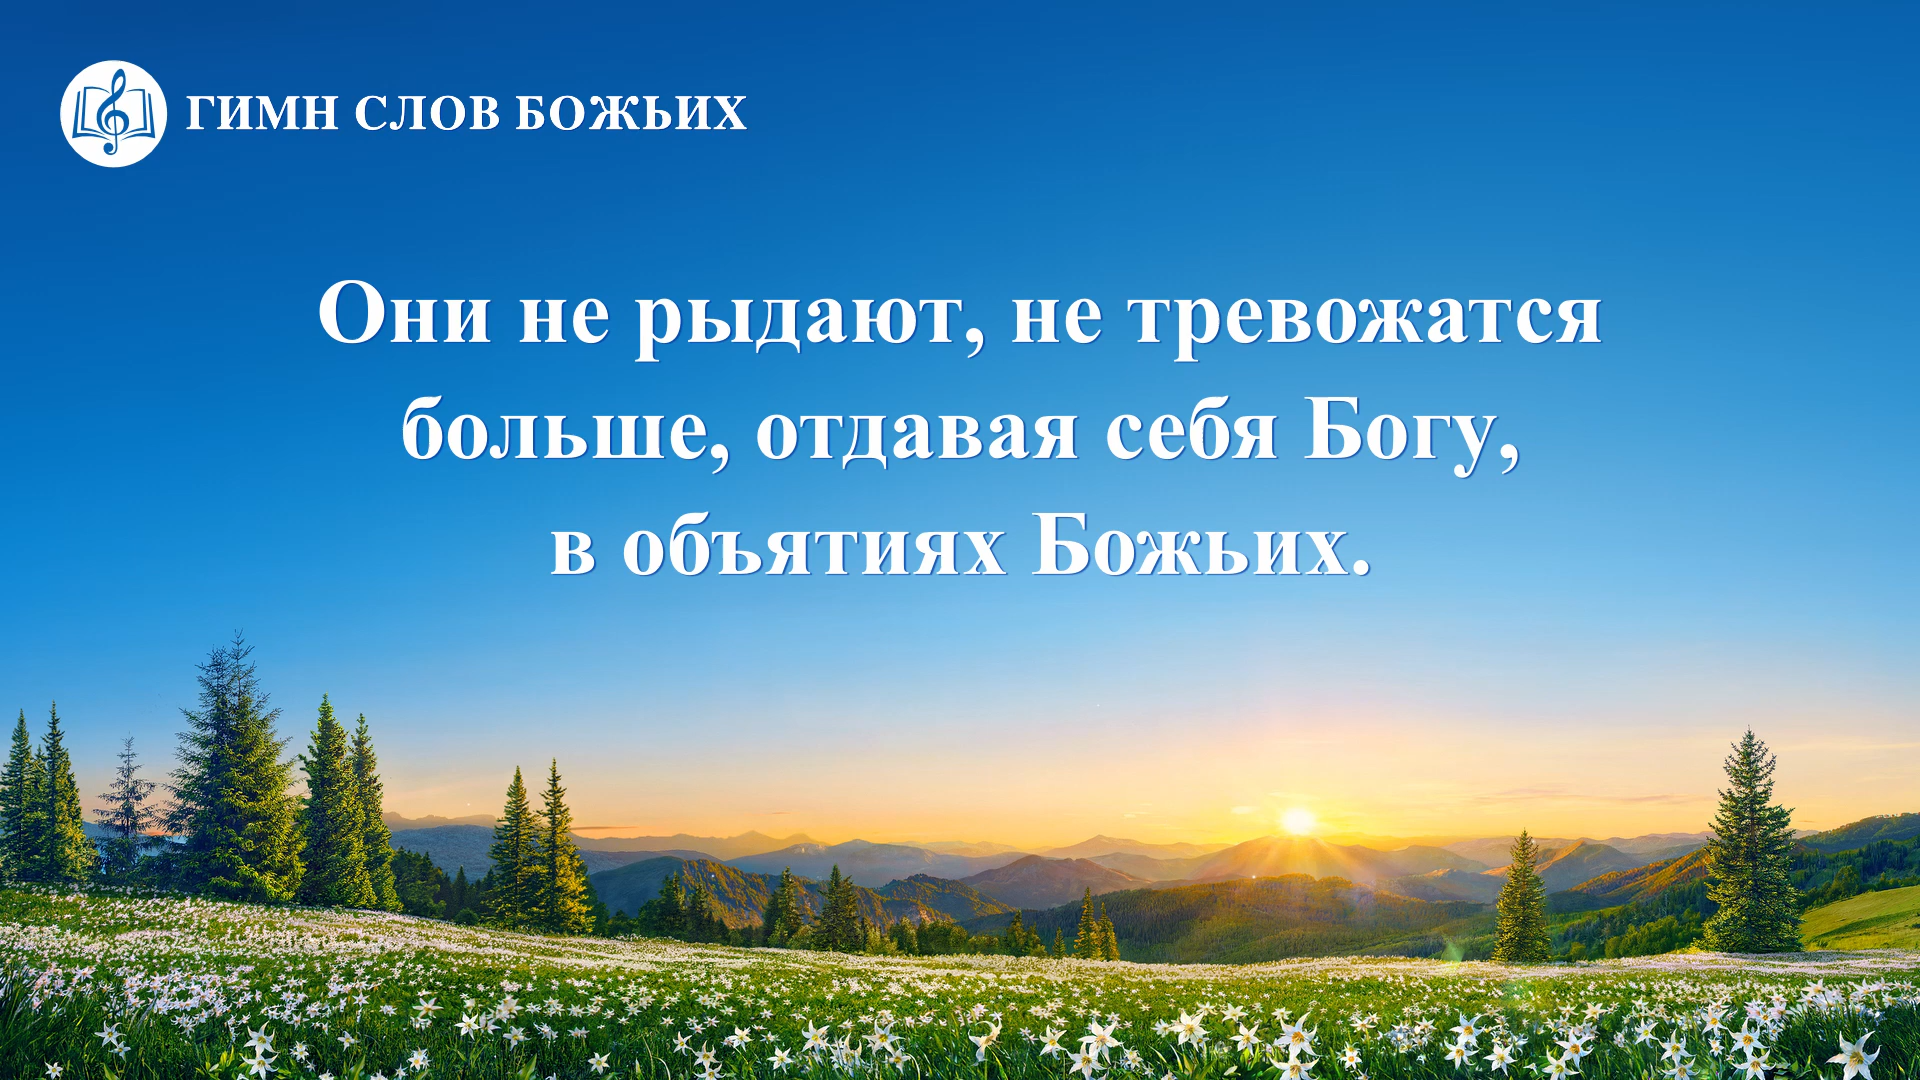 ГИМН СЛОВ БОЖЬИХ
Они не рыдают, не тревожатся
больше, отдавая себя Богу,
в объятиях Божьих.